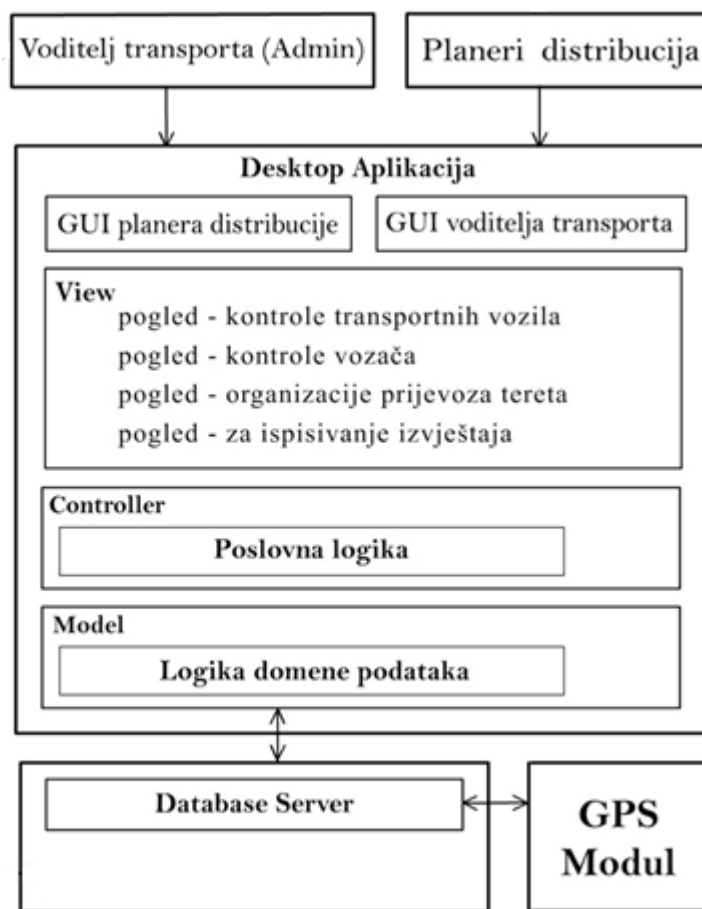 Voditelj transporta (Admin)
Planeri distribucija
Desktop Aplikacija
GUI planera distribucije
GUI voditelja transporta
View
pogled - kontrole transportnih vozila
pogled - kontrole vozača
pogled - organizacije prijevoza tereta
pogled - za ispisivanje izvještaja
Controller
Poslovna logika
Model
Logika domene podataka
Database Server
GPS
Modul